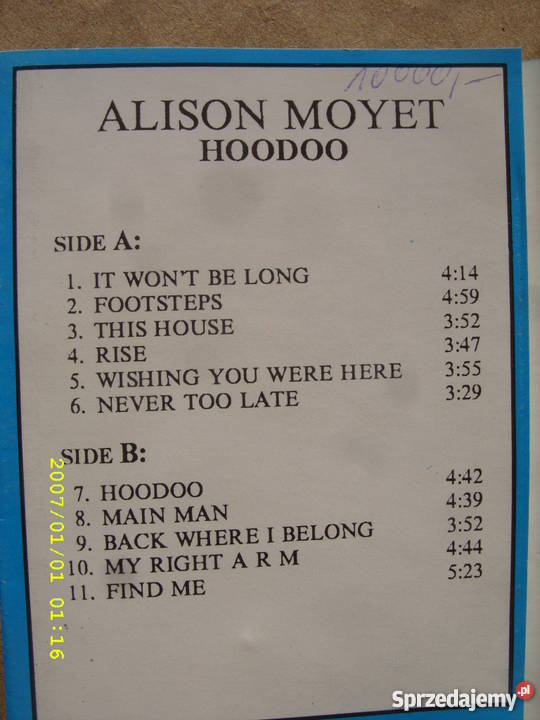 10 000,-
ALISON MOYET
HOODOO
SIDE A:
1. IT WON'T BE LONG 4:14
2. FOOTSTEPS 4:59
3. THIS HOUSE 3:52
4. RISE 3:47
5. WISHING YOU WERE HERE 3:55
6. NEVER TOO LATE 3:29
SIDE B:
7. HOODOO 4:42
8. MAIN MAN 4:39
9. BACK WHERE I BELONG 3:52
10. MY RIGHT A R M 4:44
11. FIND ME 5:23
2007/01/01 01:16
Sprzedajemy.pl